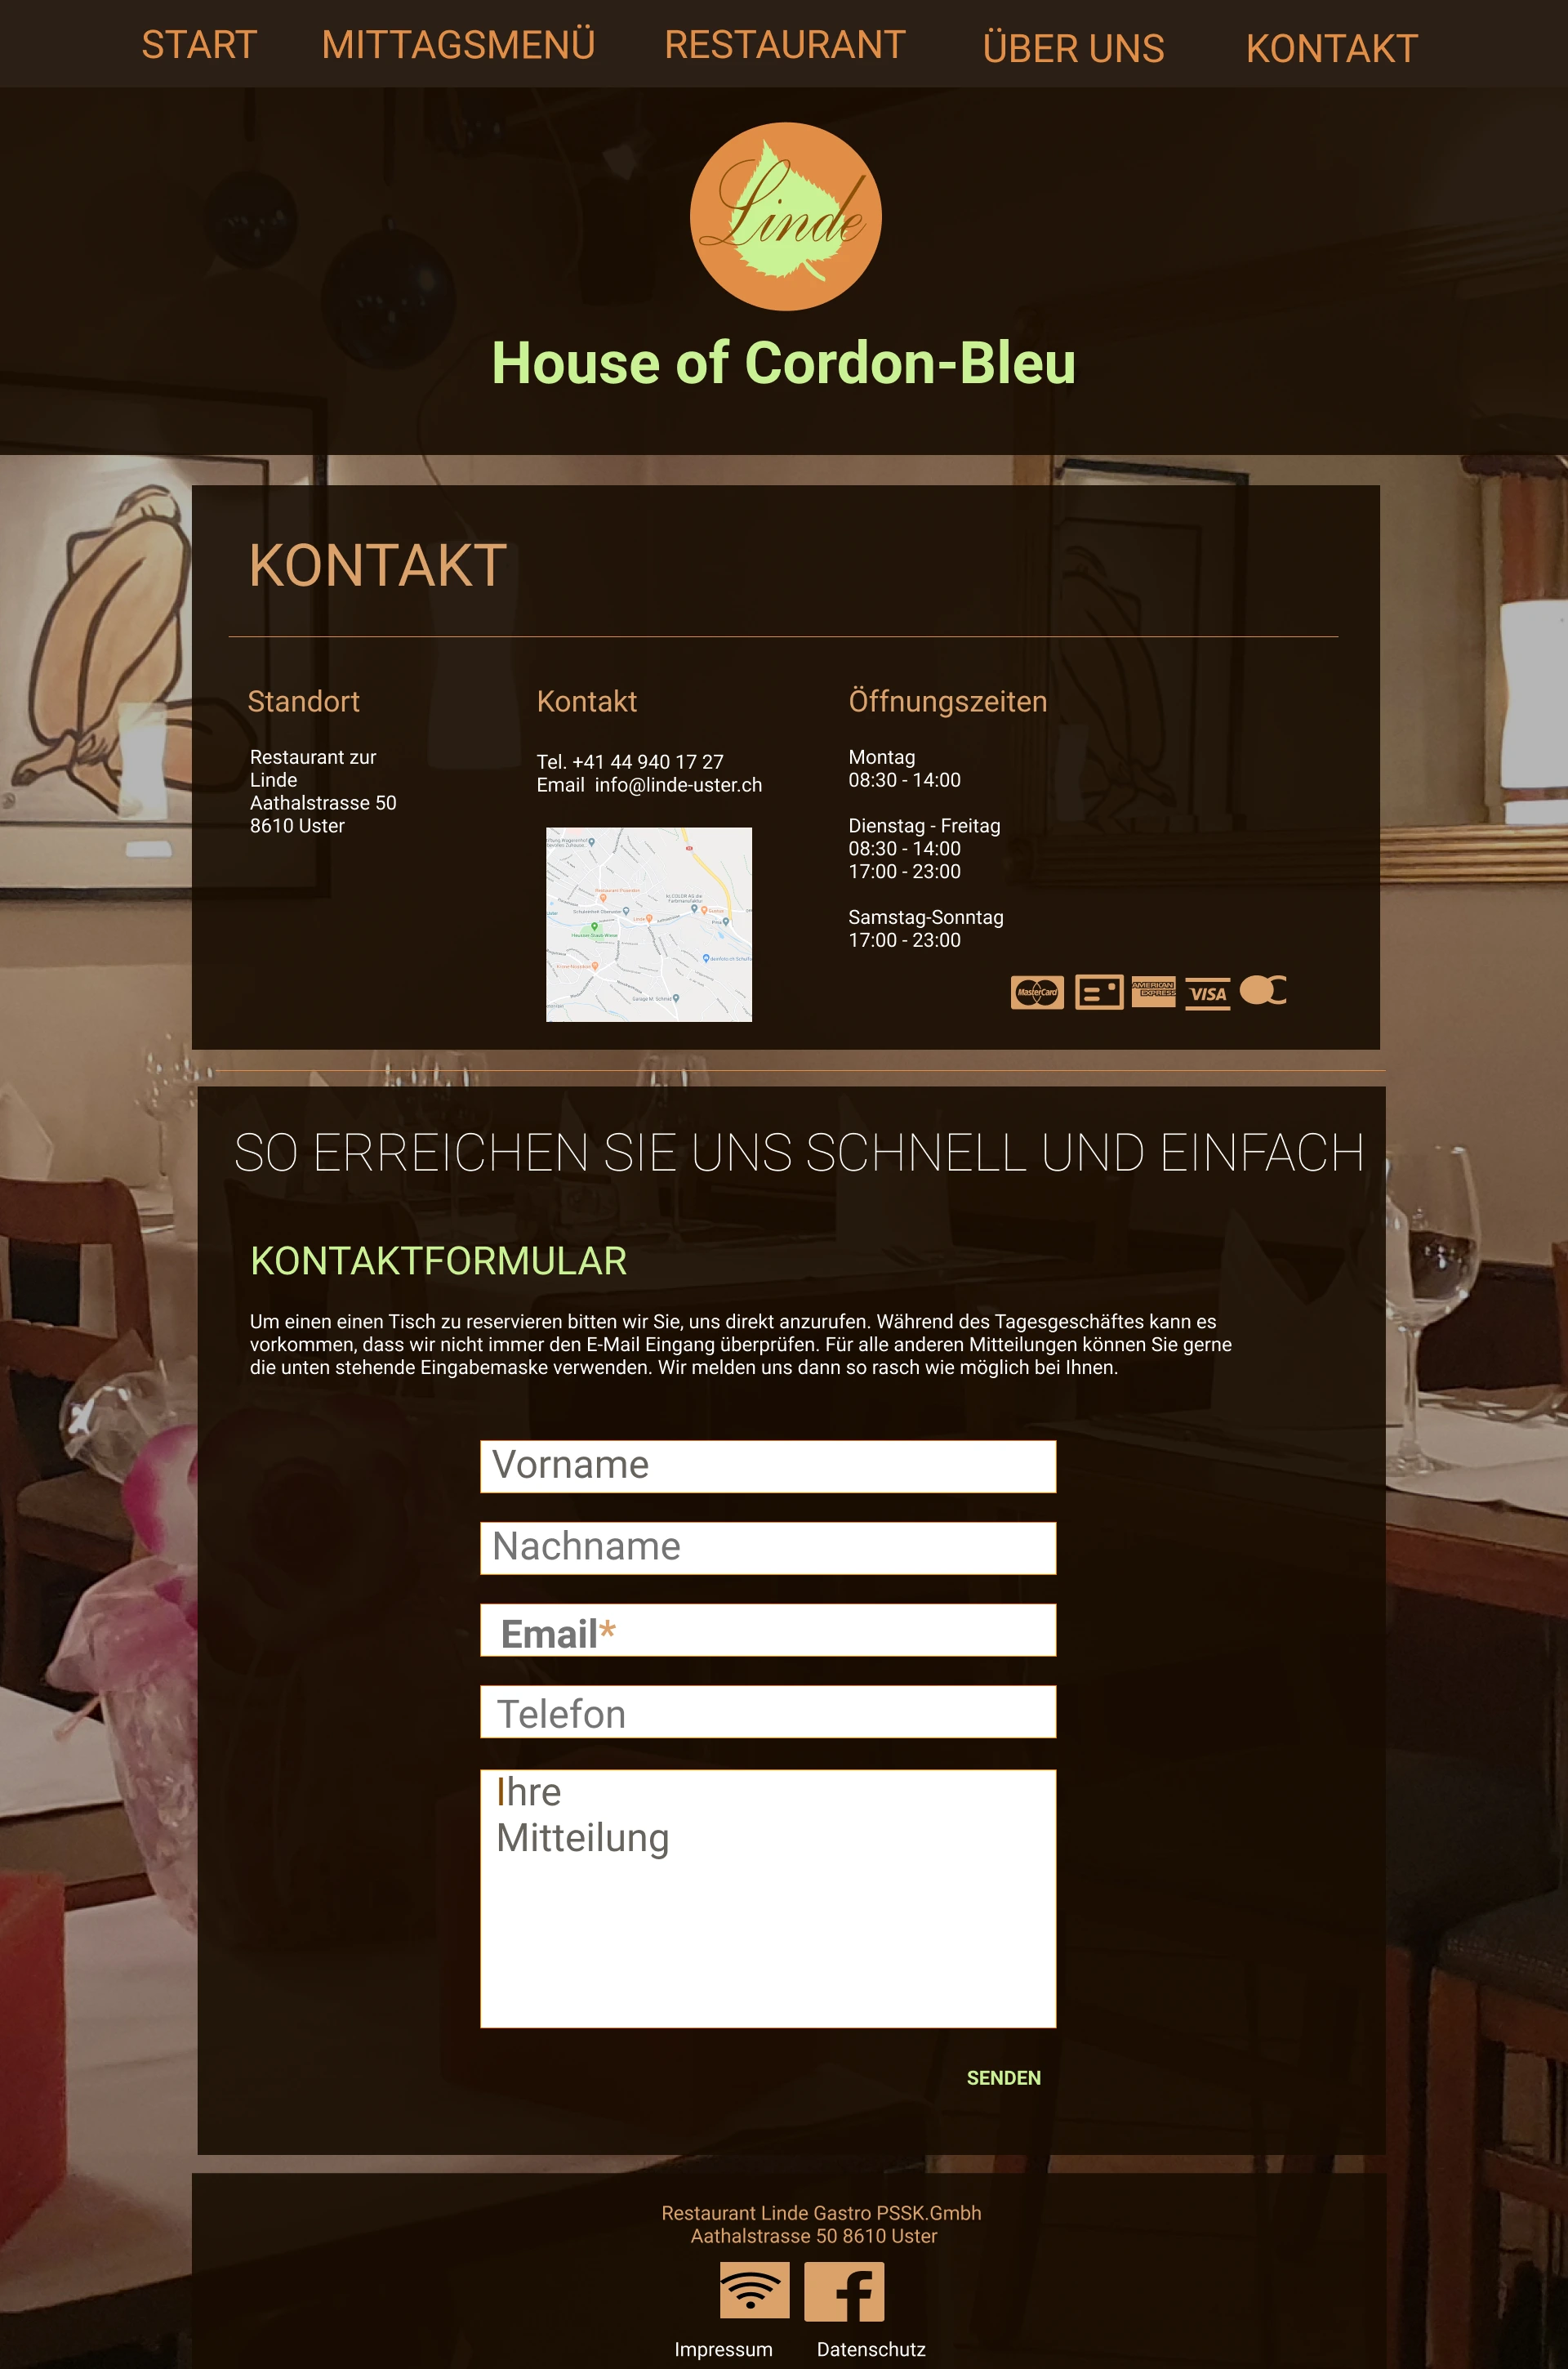 START MITTAGSMENÜ RESTAURANT ÜBER UNS KONTAKT
Linde
House of Cordon-Bleu
KONTAKT
Standort
Restaurant zur
Linde
Aathalstrasse 50
8610 Uster
Kontakt
Tel. +41 44 940 17 27
Email info@linde-uster.ch
Öffnungszeiten
Montag
08:30 - 14:00
Dienstag - Freitag
08:30 - 14:00
17:00 - 23:00
Samstag-Sonntag
17:00 - 23:00
MasterCard
AMERICAN
EXPRESS
VISA
SO ERREICHEN SIE UNS SCHNELL UND EINFACH
KONTAKTFORMULAR
Um einen einen Tisch zu reservieren bitten wir Sie, uns direkt anzurufen. Während des Tagesgeschäftes kann es
vorkommen, dass wir nicht immer den E-Mail Eingang überprüfen. Für alle anderen Mitteilungen können Sie gerne
die unten stehende Eingabemaske verwenden. Wir melden uns dann so rasch wie möglich bei Ihnen.
Vorname
Nachname
Email*
Telefon
Ihre
Mitteilung
SENDEN
Restaurant Linde Gastro PSSK.Gmbh
Aathalstrasse 50 8610 Uster
Impressum Datenschutz